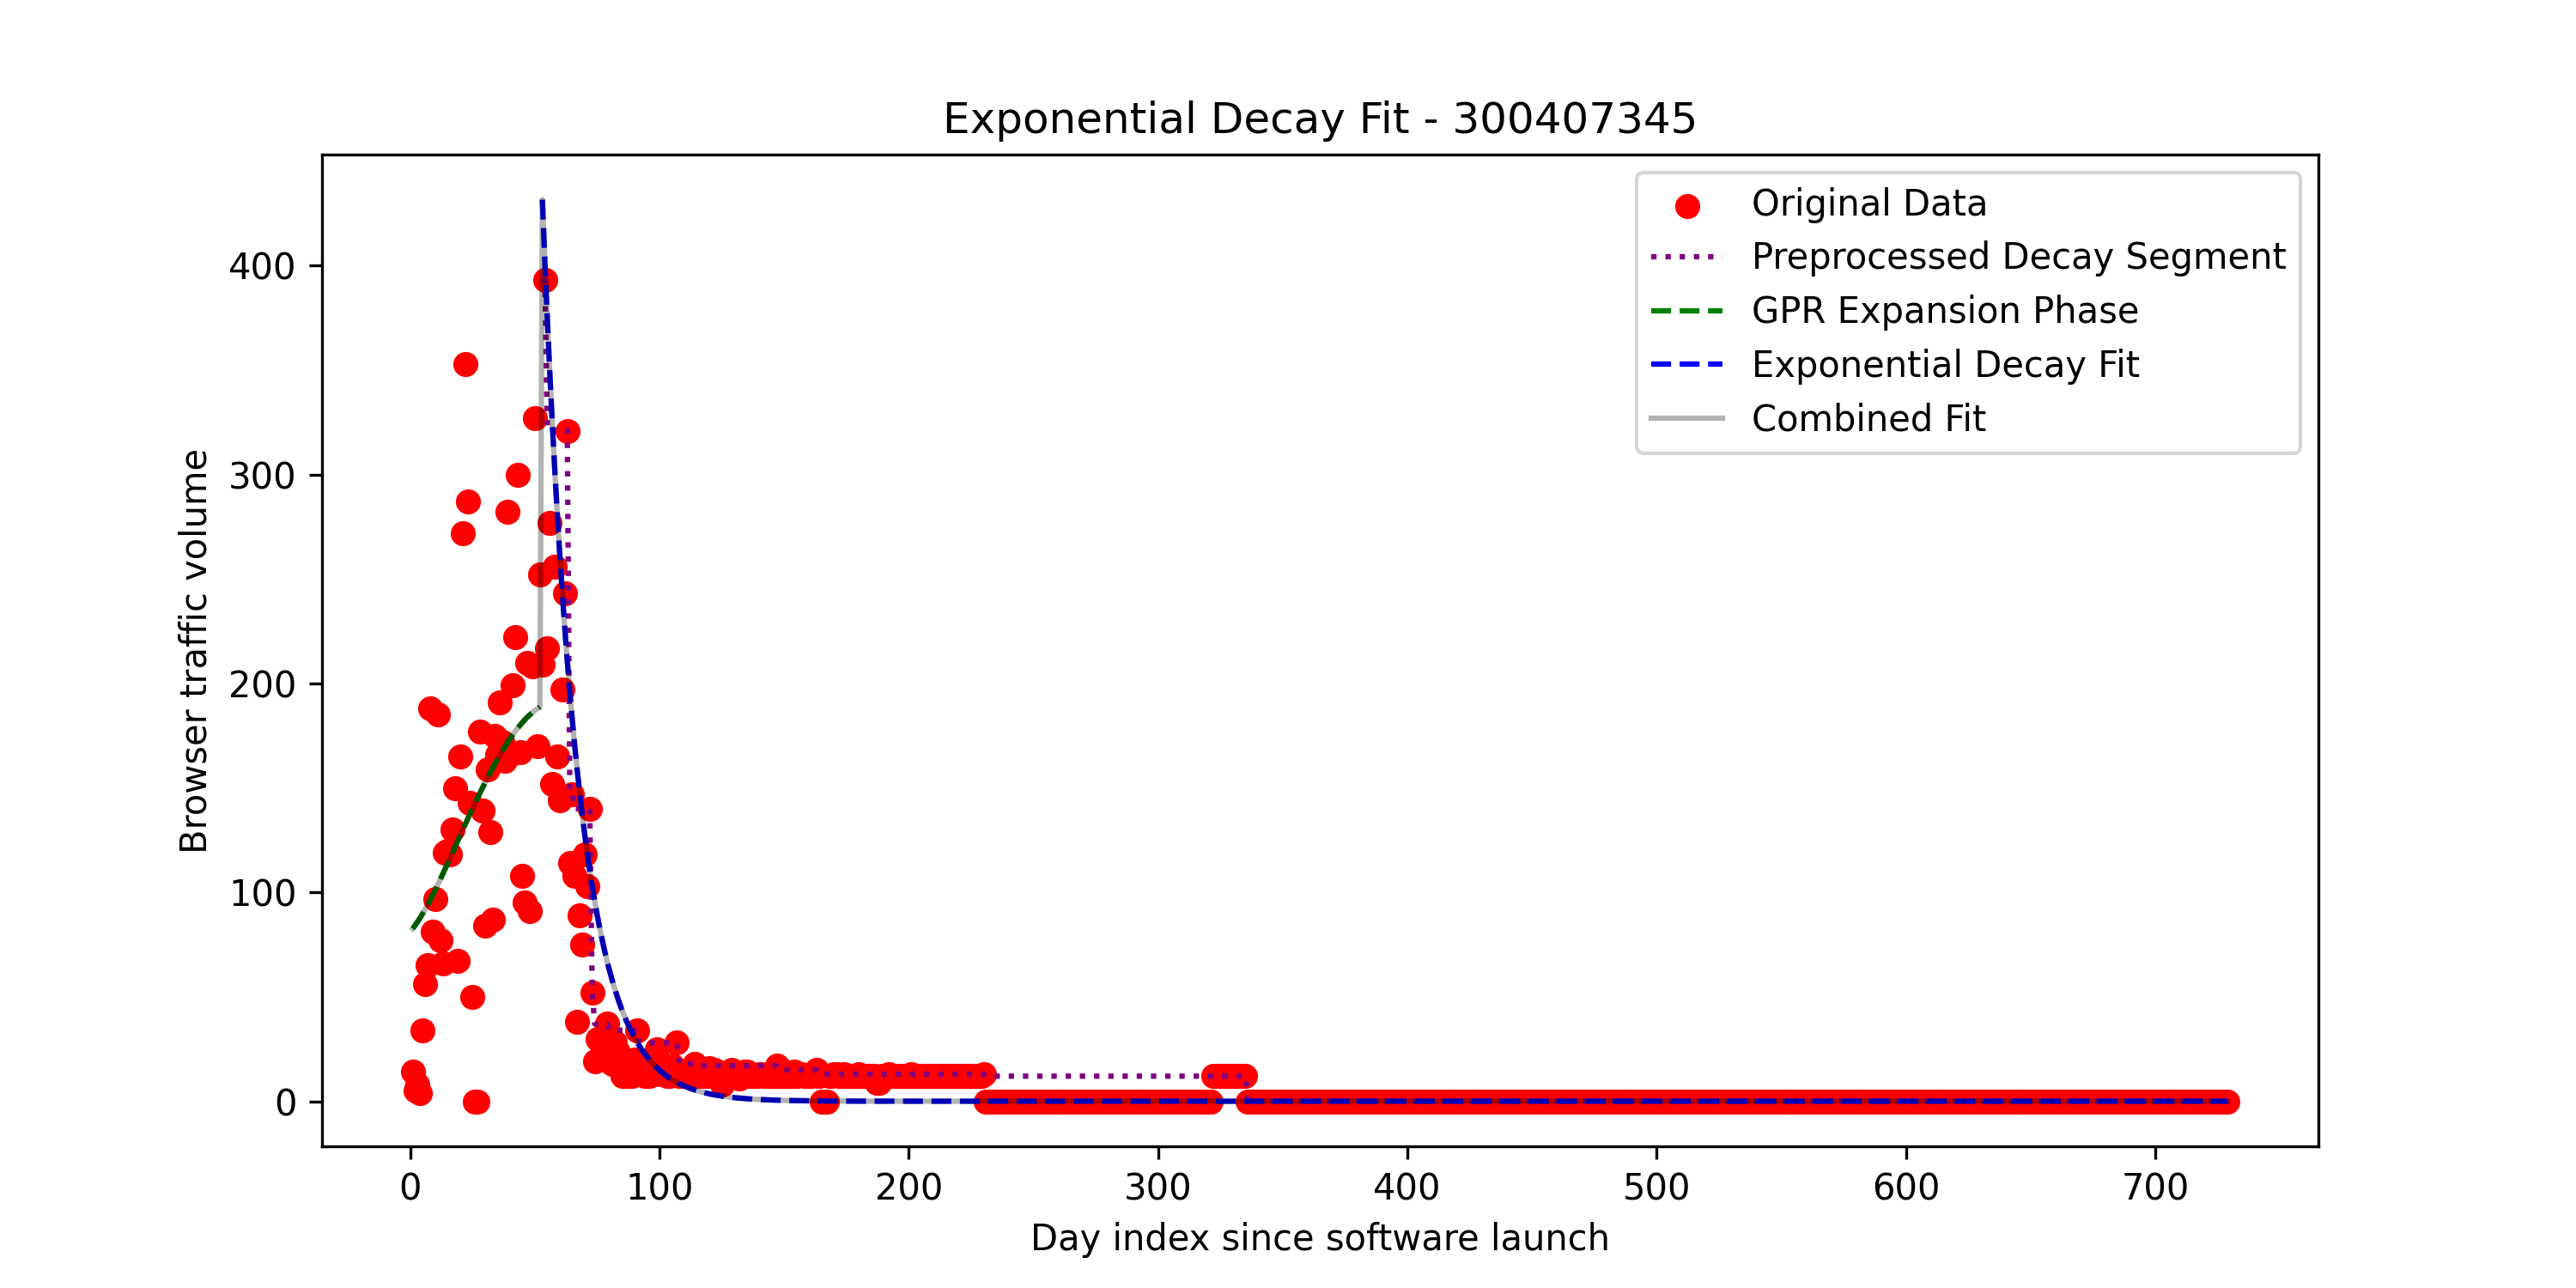 Exponential Decay Fit - 300407345
Original Data
Preprocessed Decay Segment
GPR Expansion Phase
Exponential Decay Fit
Combined Fit
Browser traffic volume
400
300
200
100
0
0 100 200 300 400 500 600 700
Day index since software launch